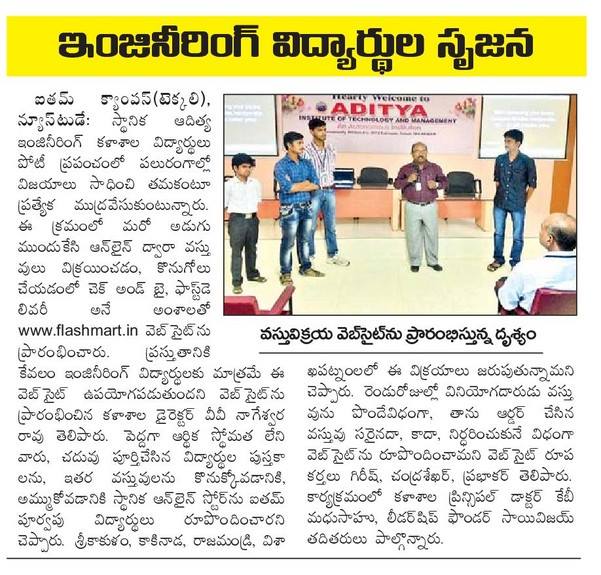 ఇంజినీరింగ్ విద్యార్థుల సృజన
ఐతమ్ క్యాంపస్(టెక్కలి),
న్యూస్‌టుడే: స్థానిక ఆదిత్య
ఇంజినీరింగ్ కళాశాల విద్యార్థులు
పోటీ ప్రపంచంలో పలురంగాల్లో
విజయాలు సాధించి తమకంటూ
ప్రత్యేక ముద్రవేసుకుంటున్నారు.
ఈ క్రమంలో మరో అడుగు
ముందుకేసి ఆన్‌లైన్ ద్వారా వస్తు
వులు విక్రయించడం, కొనుగోలు
చేయడంలో చెక్ అండ్ బై, ఫాస్ట్‌డె
లివరీ అనే అంశాలతో
www.flashmart.in వెబ్‌సైట్‌ను
ప్రారంభించారు. ప్రస్తుతానికి
కేవలం ఇంజినీరింగ్ విద్యార్థులకు మాత్రమే ఈ
వెబ్‌సైట్ ఉపయోగపడుతుందని వెబ్‌సైట్‌ను
ప్రారంభించిన కళాశాల డైరెక్టర్ వీవీ నాగేశ్వర
రావు తెలిపారు. పెద్దగా ఆర్థిక స్థోమత లేని
వారు, చదువు పూర్తిచేసిన విద్యార్థుల పుస్తకా
లను, ఇతర వస్తువులను కొనుక్కోవడానికి,
అమ్ముకోవడానికి స్థానిక ఆన్‌లైన్ స్టోర్‌ను ఐతమ్
పూర్వపు విద్యార్థులు రూపొందించారని
చెప్పారు. శ్రీకాకుళం, కాకినాడ, రాజమండ్రి, విశా
Hearty Welcome to
ADITYA
INSTITUTE OF TECHNOLOGY AND MANAGEMENT
An Autonomous Institution
వస్తువిక్రయ వెబ్‌సైట్‌ను ప్రారంభిస్తున్న దృశ్యం
ఖపట్నంలలో ఈ విక్రయాలు జరుపుతున్నామని
చెప్పారు. రెండురోజుల్లో వినియోగదారుడు వస్తు
వును పొందేవిధంగా, తాను ఆర్డర్ చేసిన
వస్తువు సరైనదా, కాదా, నిర్ధరించుకునే విధంగా
వెబ్‌సైట్‌ను రూపొందించామని వెబ్‌సైట్ రూప
కర్తలు గిరీష్, చంద్రశేఖర్, ప్రభాకర్ తెలిపారు.
కార్యక్రమంలో కళాశాల ప్రిన్సిపల్ డాక్టర్ కేబీ
మధుసాహు, లీడర్‌షిప్ ఫౌండర్ సాయివిజయ్
తదితరులు పాల్గొన్నారు.